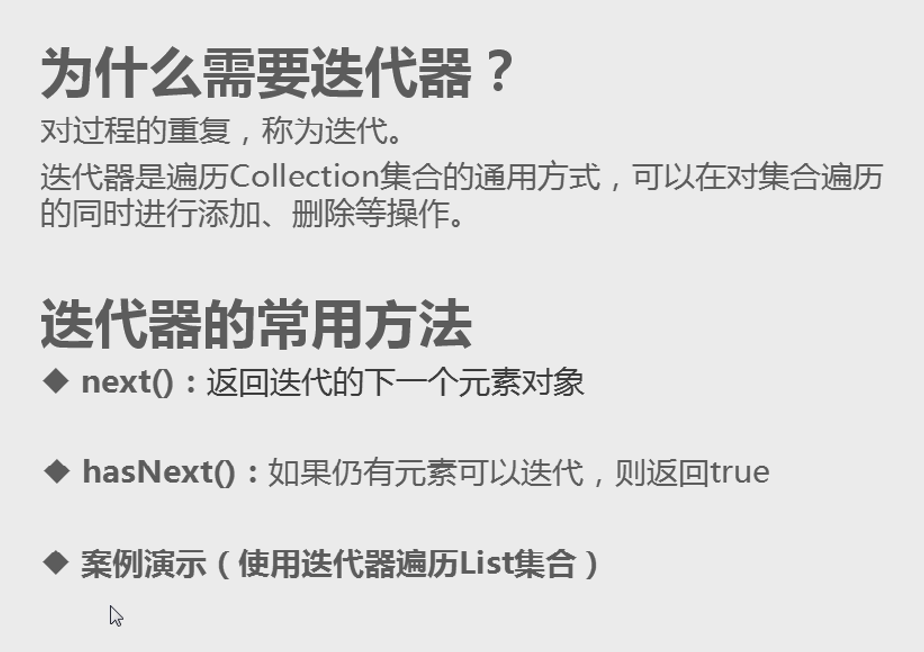 为什么需要迭代器？
对过程的重复，称为迭代。
迭代器是遍历Collection集合的通用方式，可以在对集合遍历
的同时进行添加、删除等操作。
迭代器的常用方法
◆ next()：返回迭代的下一个元素对象
◆ hasNext()：如果仍有元素可以迭代，则返回true
◆ 案例演示（使用迭代器遍历List集合）